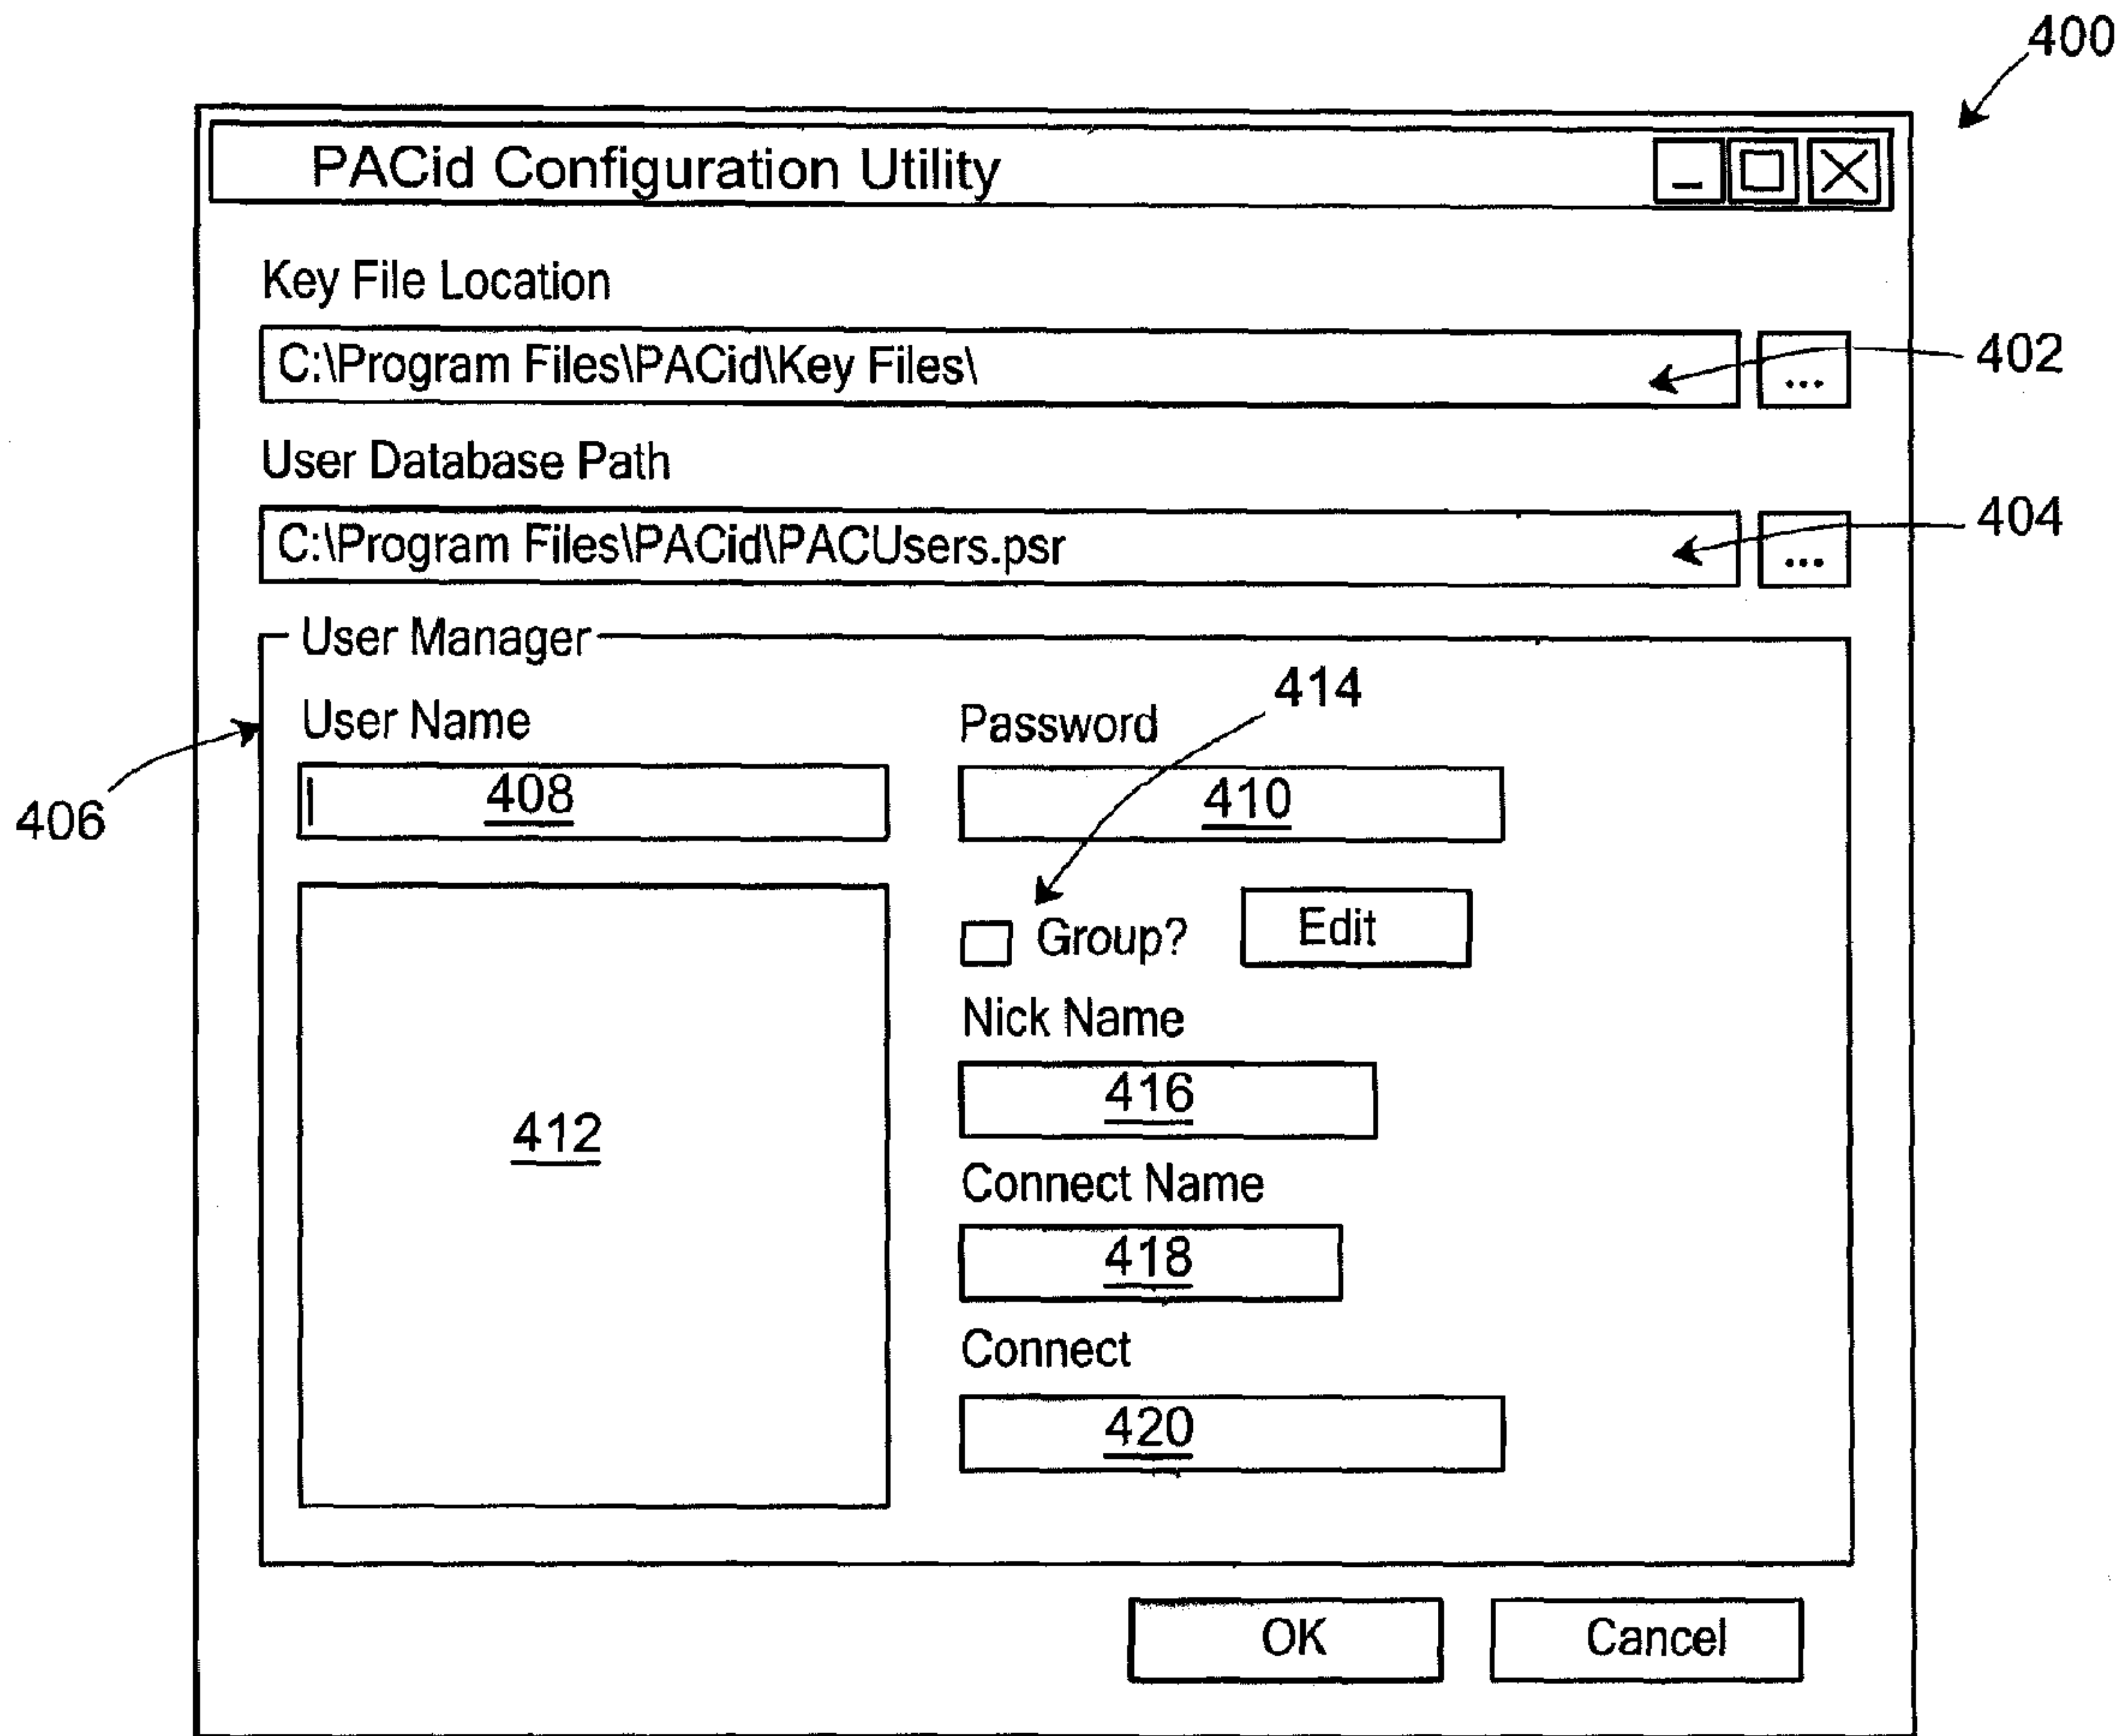 400
PACid Configuration Utility
Key File Location
C:\Program Files\PACid\Key Files\
...
402
User Database Path
C:\Program Files\PACid\PACUsers.psr
...
404
User Manager
414
User Name
Password
406
408
410
Group?
Edit
Nick Name
416
412
Connect Name
418
Connect
420
OK
Cancel